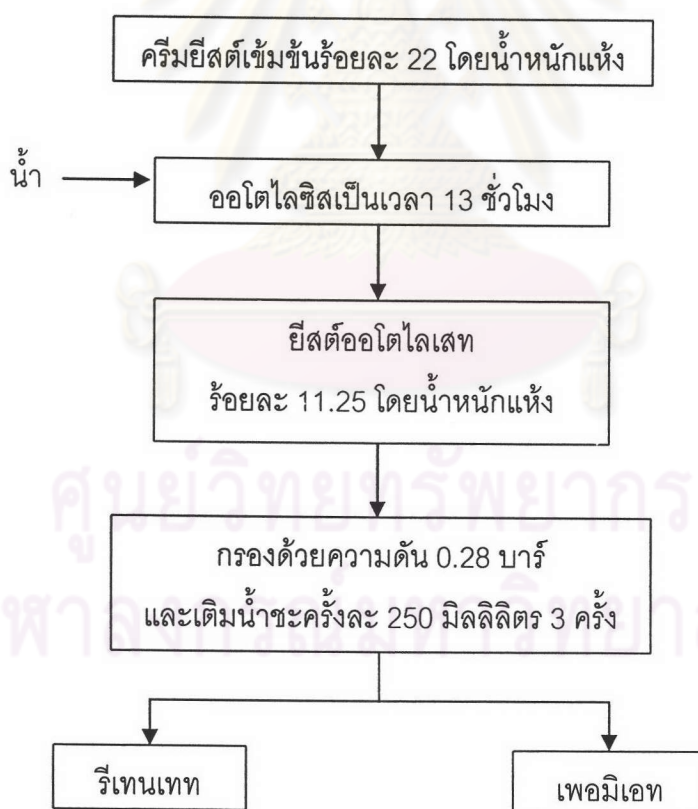 ครีมยีสต์เข้มข้นร้อยละ 22 โดยน้ำหนักแห้ง
น้ำ
ออโตไลซิสเป็นเวลา 13 ชั่วโมง
ยีสต์ออโตไลเสท
ร้อยละ 11.25 โดยน้ำหนักแห้ง
ศูนย์วิทยทรัพยากร
กรองด้วยความดัน 0.28 บาร์
และเติมน้ำชะครั้งละ 250 มิลลิลิตร 3 ครั้ง
รีเทนเทท
เพอมิเอท